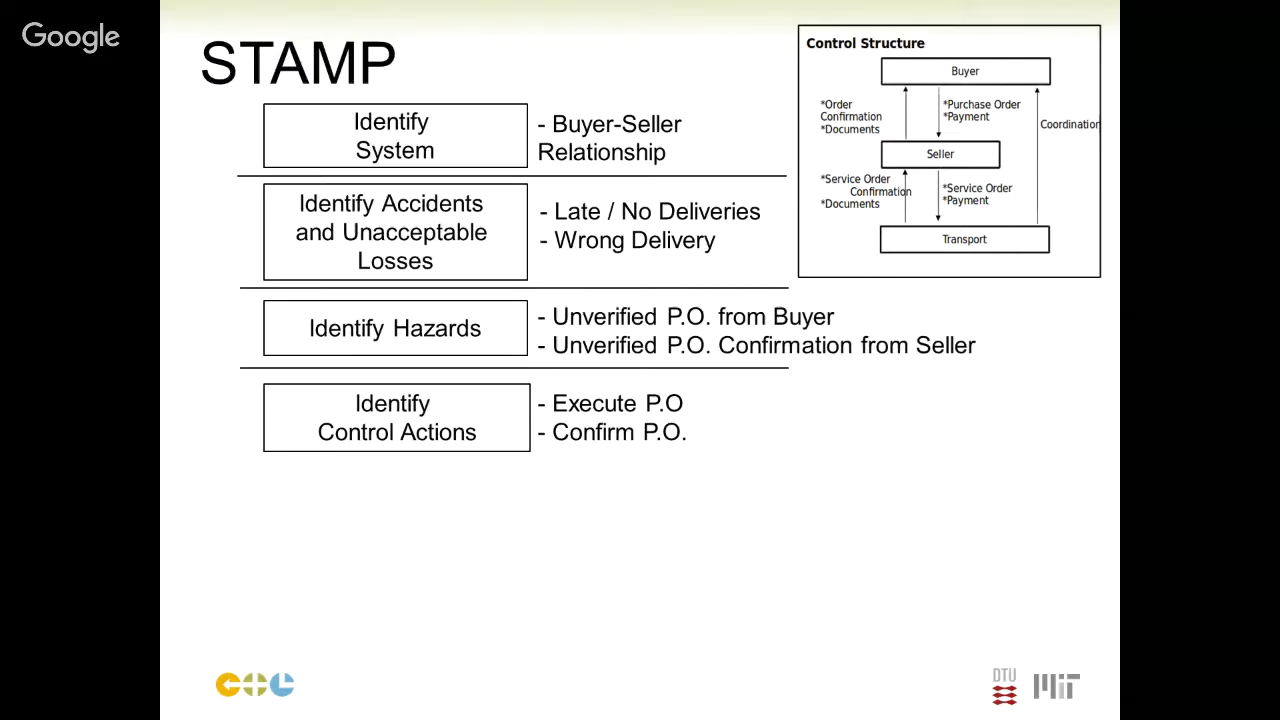 Google
STAMP
Identify
System
- Buyer-Seller
Relationship
Identify Accidents
and Unacceptable
Losses
- Late / No Deliveries
- Wrong Delivery
Identify Hazards
- Unverified P.O. from Buyer
- Unverified P.O. Confirmation from Seller
Identify
Control Actions
- Execute P.O
- Confirm P.O.
Control Structure
Buyer
*Order
Confirmation
*Documents
*Purchase Order
*Payment
Coordination
Seller
*Service Order
Confirmation
*Documents
*Service Order
*Payment
Transport
DTU
MIT